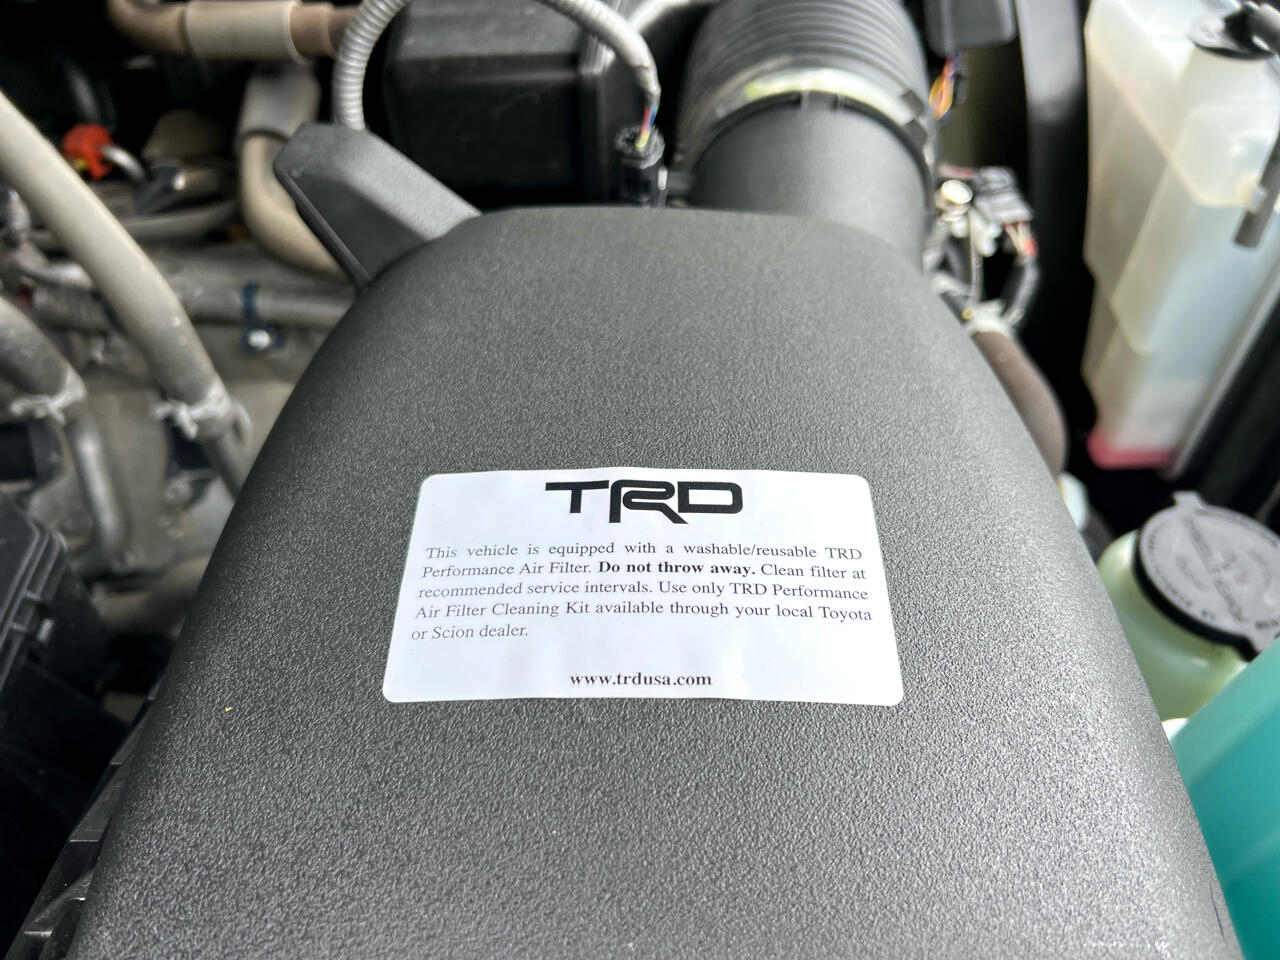 TRD
This vehicle is equipped with a washable/reusable TRD
Performance Air Filter. Do not throw away. Clean filter at
recommended service intervals. Use only TRD Performance
Air Filter Cleaning Kit available through your local Toyota
or Scion dealer.
www.trdusa.com